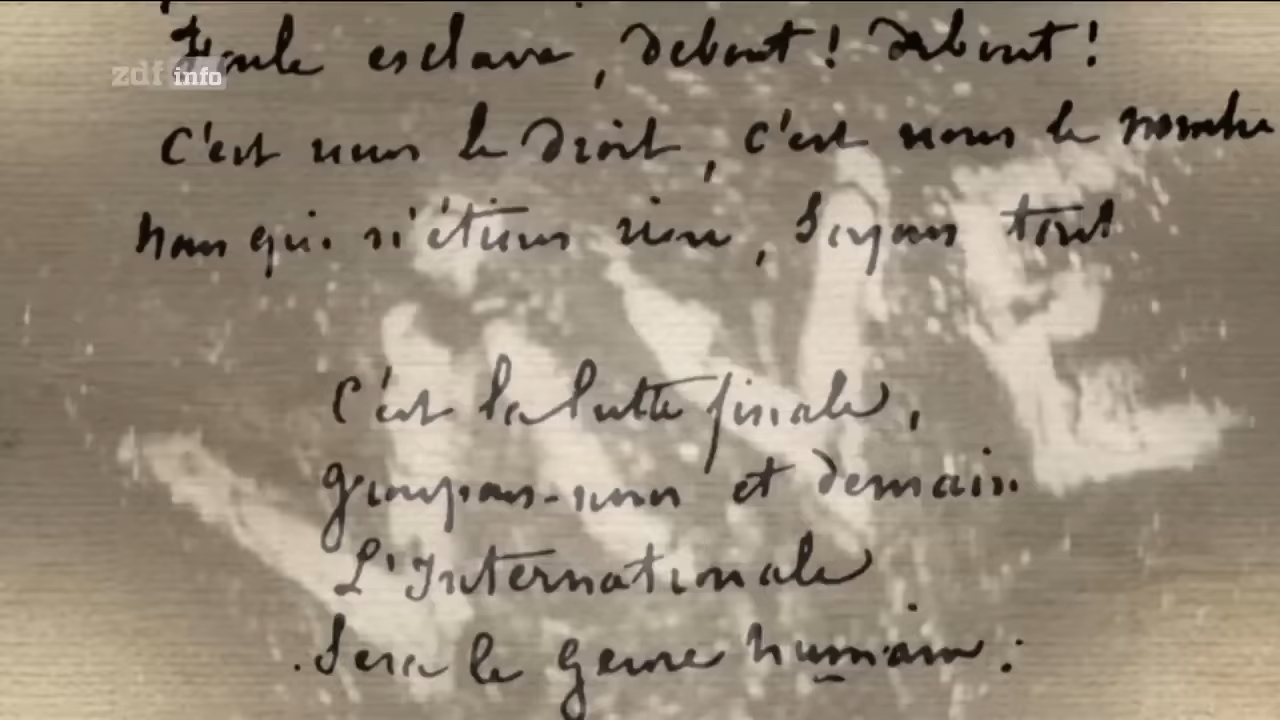 Foule esclave, debout! debout!
zdf info
C'est nous le droit, c'est nous le nombre
nous qui n'étions rien, Soyons tout
C'est la lutte finale,
groupons-nous et demain
L'Internationale
Sera le genre humain: